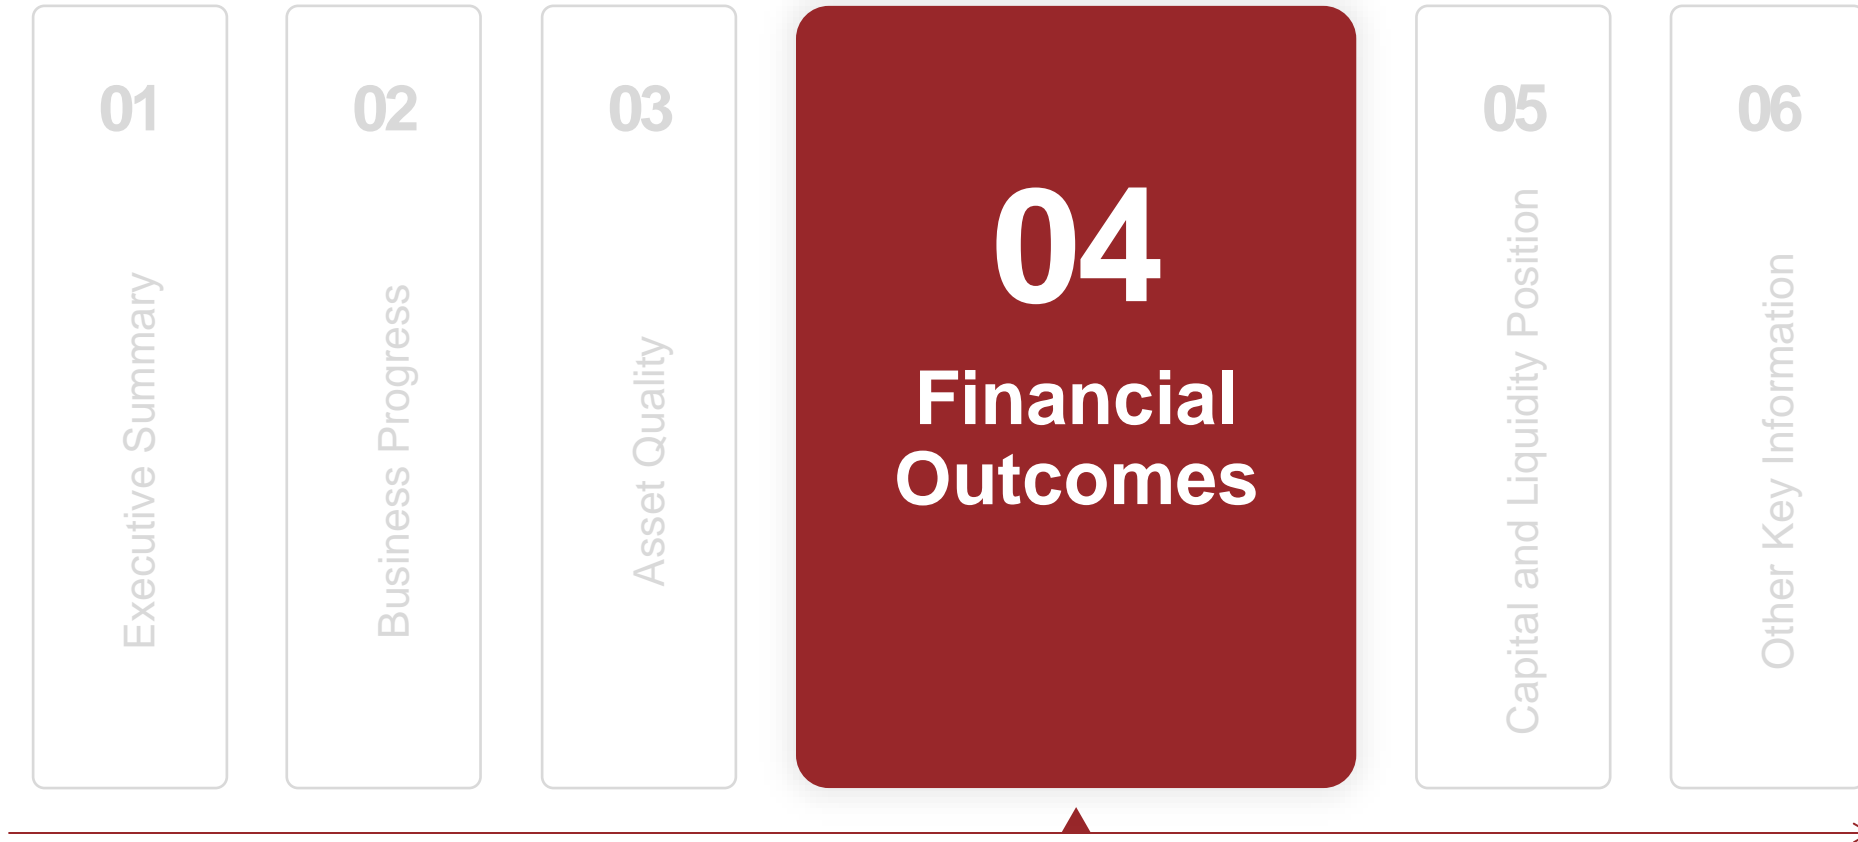 01
Executive Summary
02
Business Progress
03
Asset Quality
04
Financial
Outcomes
05
Capital and Liquidity Position
06
Other Key Information